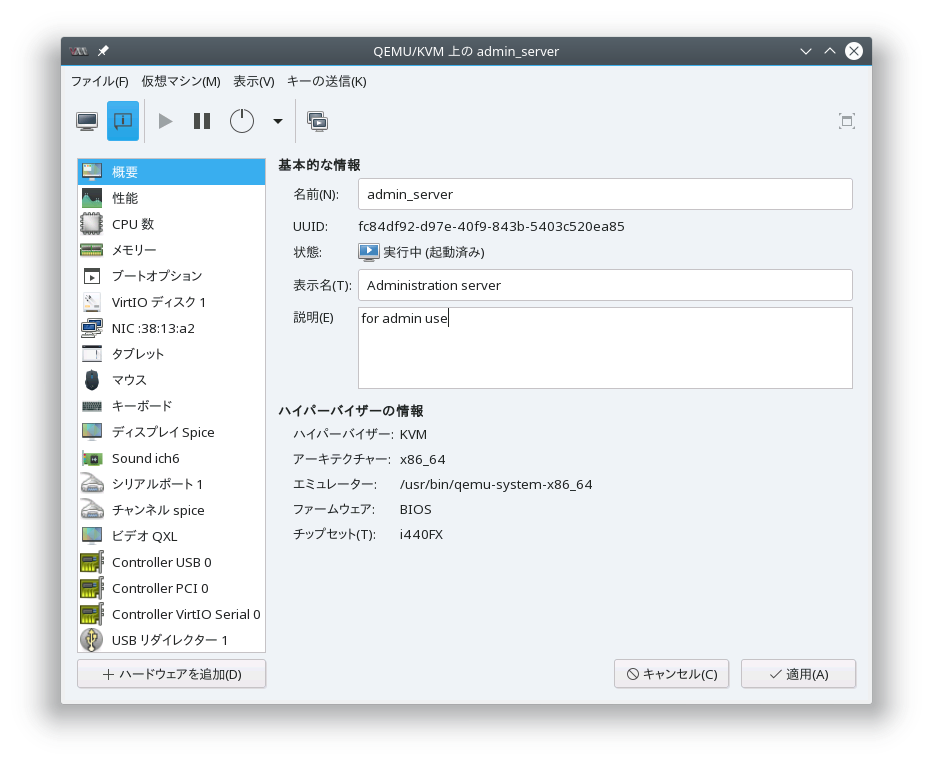 QEMU/KVM 上の admin_server
ファイル(F) 仮想マシン(M) 表示(V) キーの送信(K)
概要
性能
CPU 数
メモリー
ブートオプション
VirtIO ディスク 1
NIC :38:13:a2
タブレット
マウス
キーボード
ディスプレイ Spice
Sound ich6
シリアルポート 1
チャンネル spice
ビデオ QXL
Controller USB 0
Controller PCI 0
Controller VirtIO Serial 0
USB リダイレクター 1
ハードウェアを追加(D)
基本的な情報
名前(N): admin_server
UUID: fc84df92-d97e-40f9-843b-5403c520ea85
状態: 実行中 (起動済み)
表示名(T): Administration server
説明(E) for admin use
ハイパーバイザーの情報
ハイパーバイザー: KVM
アーキテクチャー: x86_64
エミュレーター: /usr/bin/qemu-system-x86_64
ファームウェア: BIOS
チップセット(T): i440FX
キャンセル(C) 適用(A)